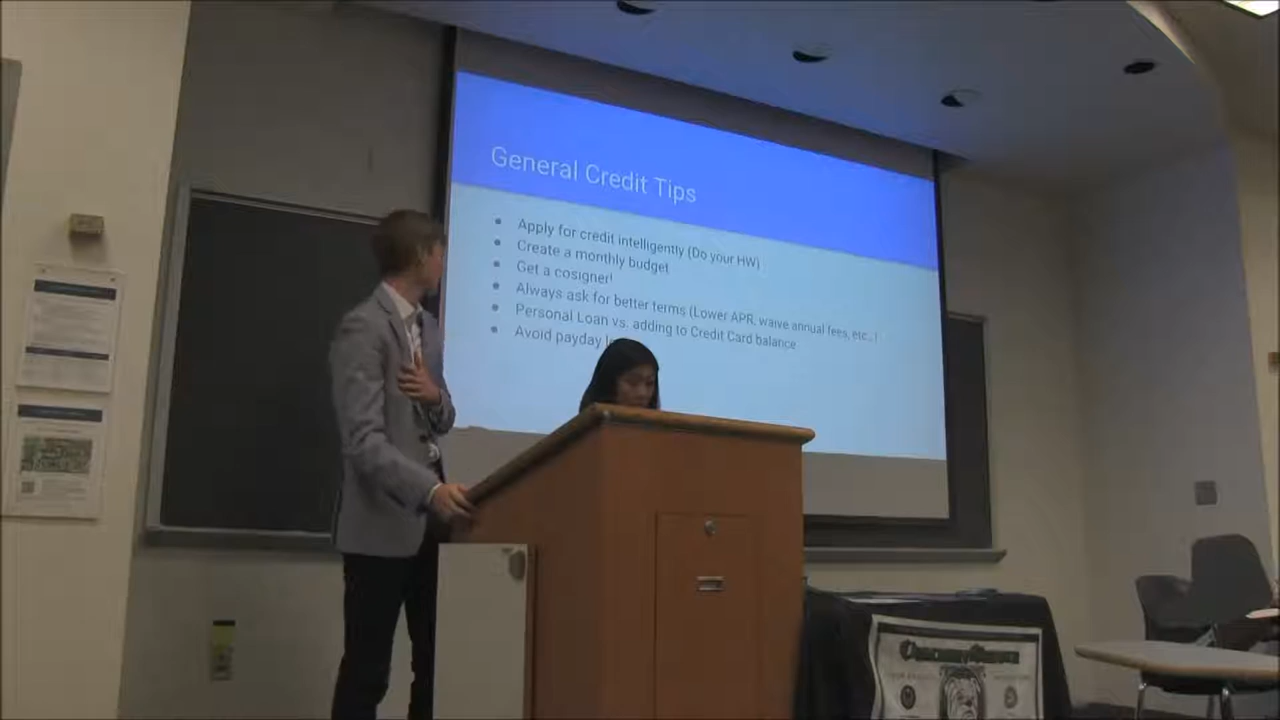 General Credit Tips
Apply for credit intelligently (Do your HW)
Create a monthly budget
Get a cosigner!
Always ask for better terms (Lower APR, waive annual fees, etc..)
Personal Loan vs. adding to Credit Card balance
Avoid payday